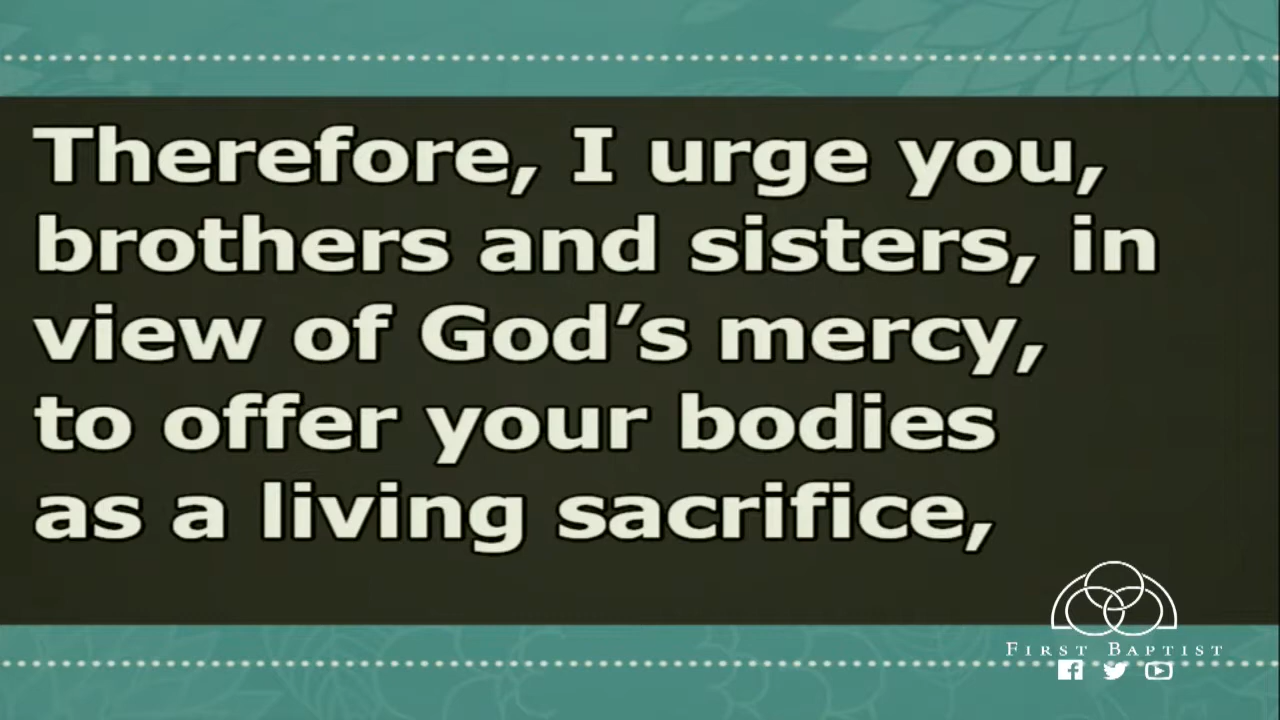 Therefore, I urge you,
brothers and sisters, in
view of God’s mercy,
to offer your bodies
as a living sacrifice,
FIRST BAPTIST